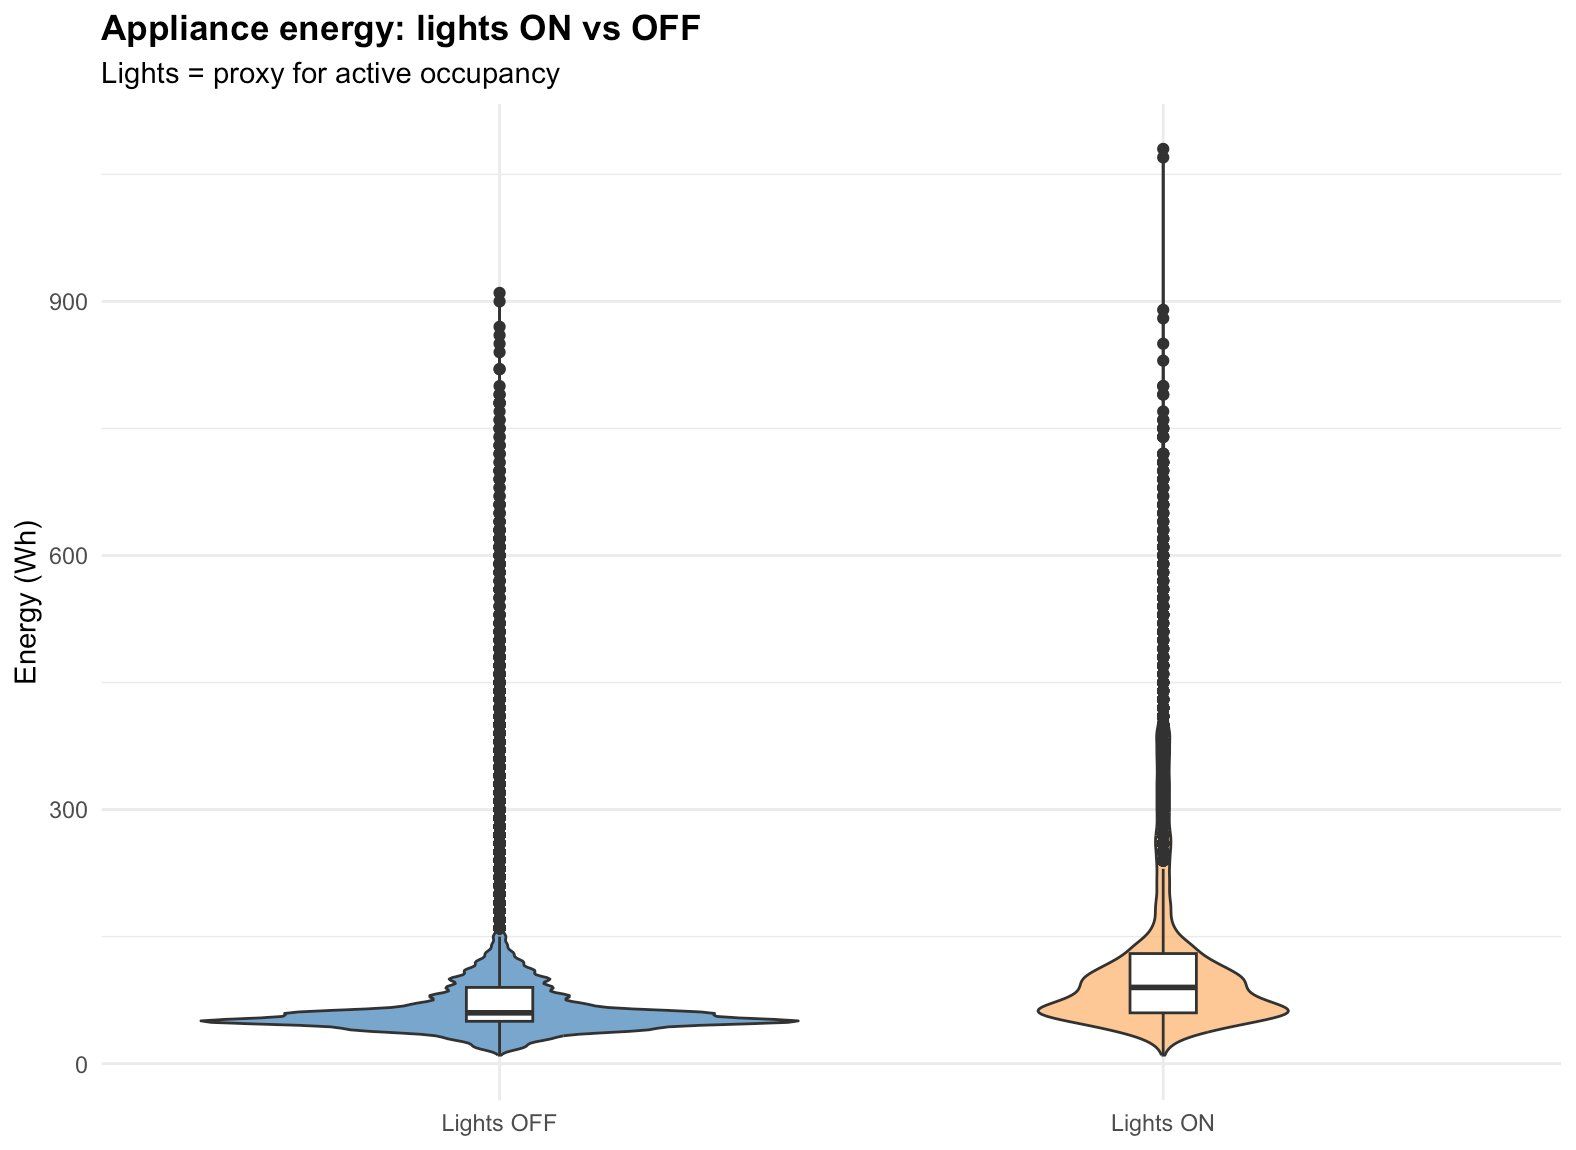 Appliance energy: lights ON vs OFF
Lights = proxy for active occupancy
Energy (Wh)
900
600
300
0
Lights OFF
Lights ON